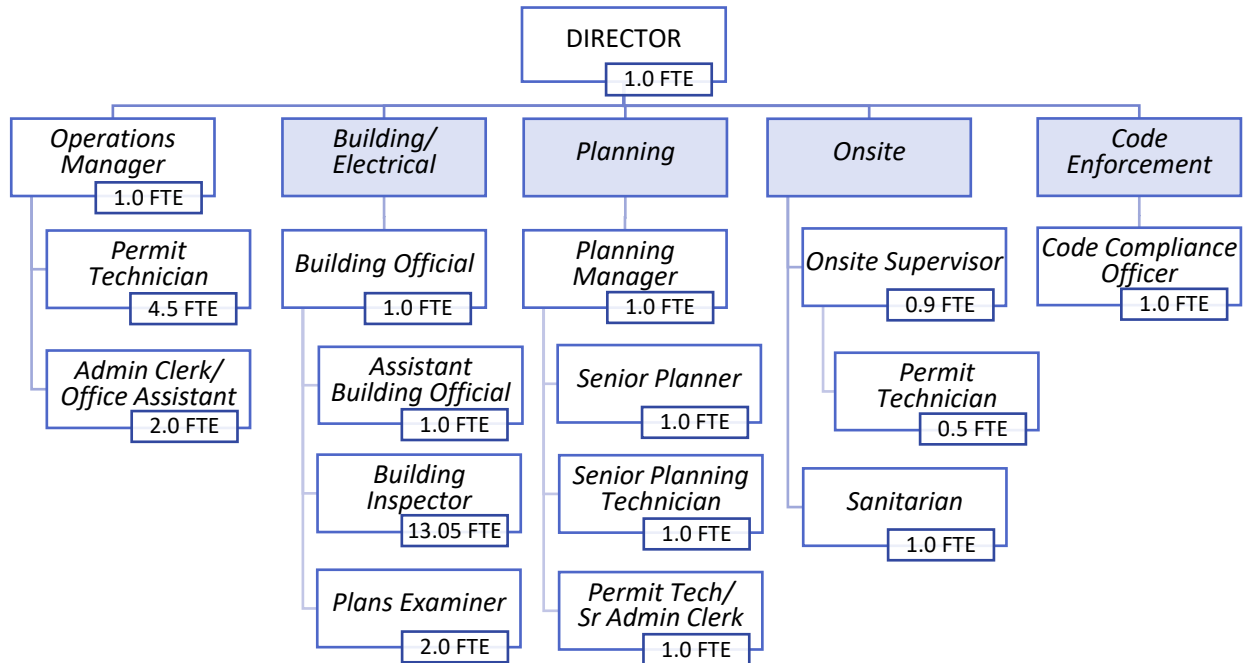 DIRECTOR
1.0 FTE
Operations
Manager
1.0 FTE
Permit
Technician
4.5 FTE
Admin Clerk/
Office Assistant
2.0 FTE
Building/
Electrical
Building Official
1.0 FTE
Assistant
Building Official
1.0 FTE
Building
Inspector
13.05 FTE
Plans Examiner
2.0 FTE
Planning
Planning
Manager
1.0 FTE
Senior Planner
1.0 FTE
Senior Planning
Technician
1.0 FTE
Permit Tech/
Sr Admin Clerk
1.0 FTE
Onsite
Onsite Supervisor
0.9 FTE
Permit
Technician
0.5 FTE
Sanitarian
1.0 FTE
Code
Enforcement
Code Compliance
Officer
1.0 FTE